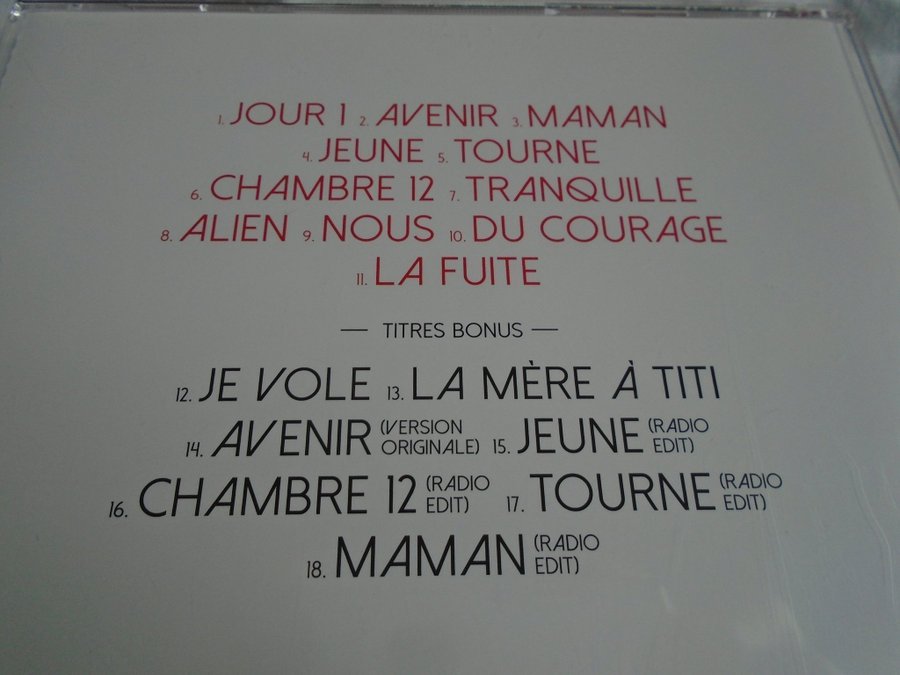 1. JOUR 1 2. AVENIR 3. MAMAN
4. JEUNE 5. TOURNE
6. CHAMBRE 12 7. TRANQUILLE
8. ALIEN 9. NOUS 10. DU COURAGE
11. LA FUITE
— TITRES BONUS —
12. JE VOLE 13. LA MÈRE À TITI
14. AVENIR (VERSION ORIGINALE) 15. JEUNE (RADIO EDIT)
16. CHAMBRE 12 (RADIO EDIT) 17. TOURNE (RADIO EDIT)
18. MAMAN (RADIO EDIT)